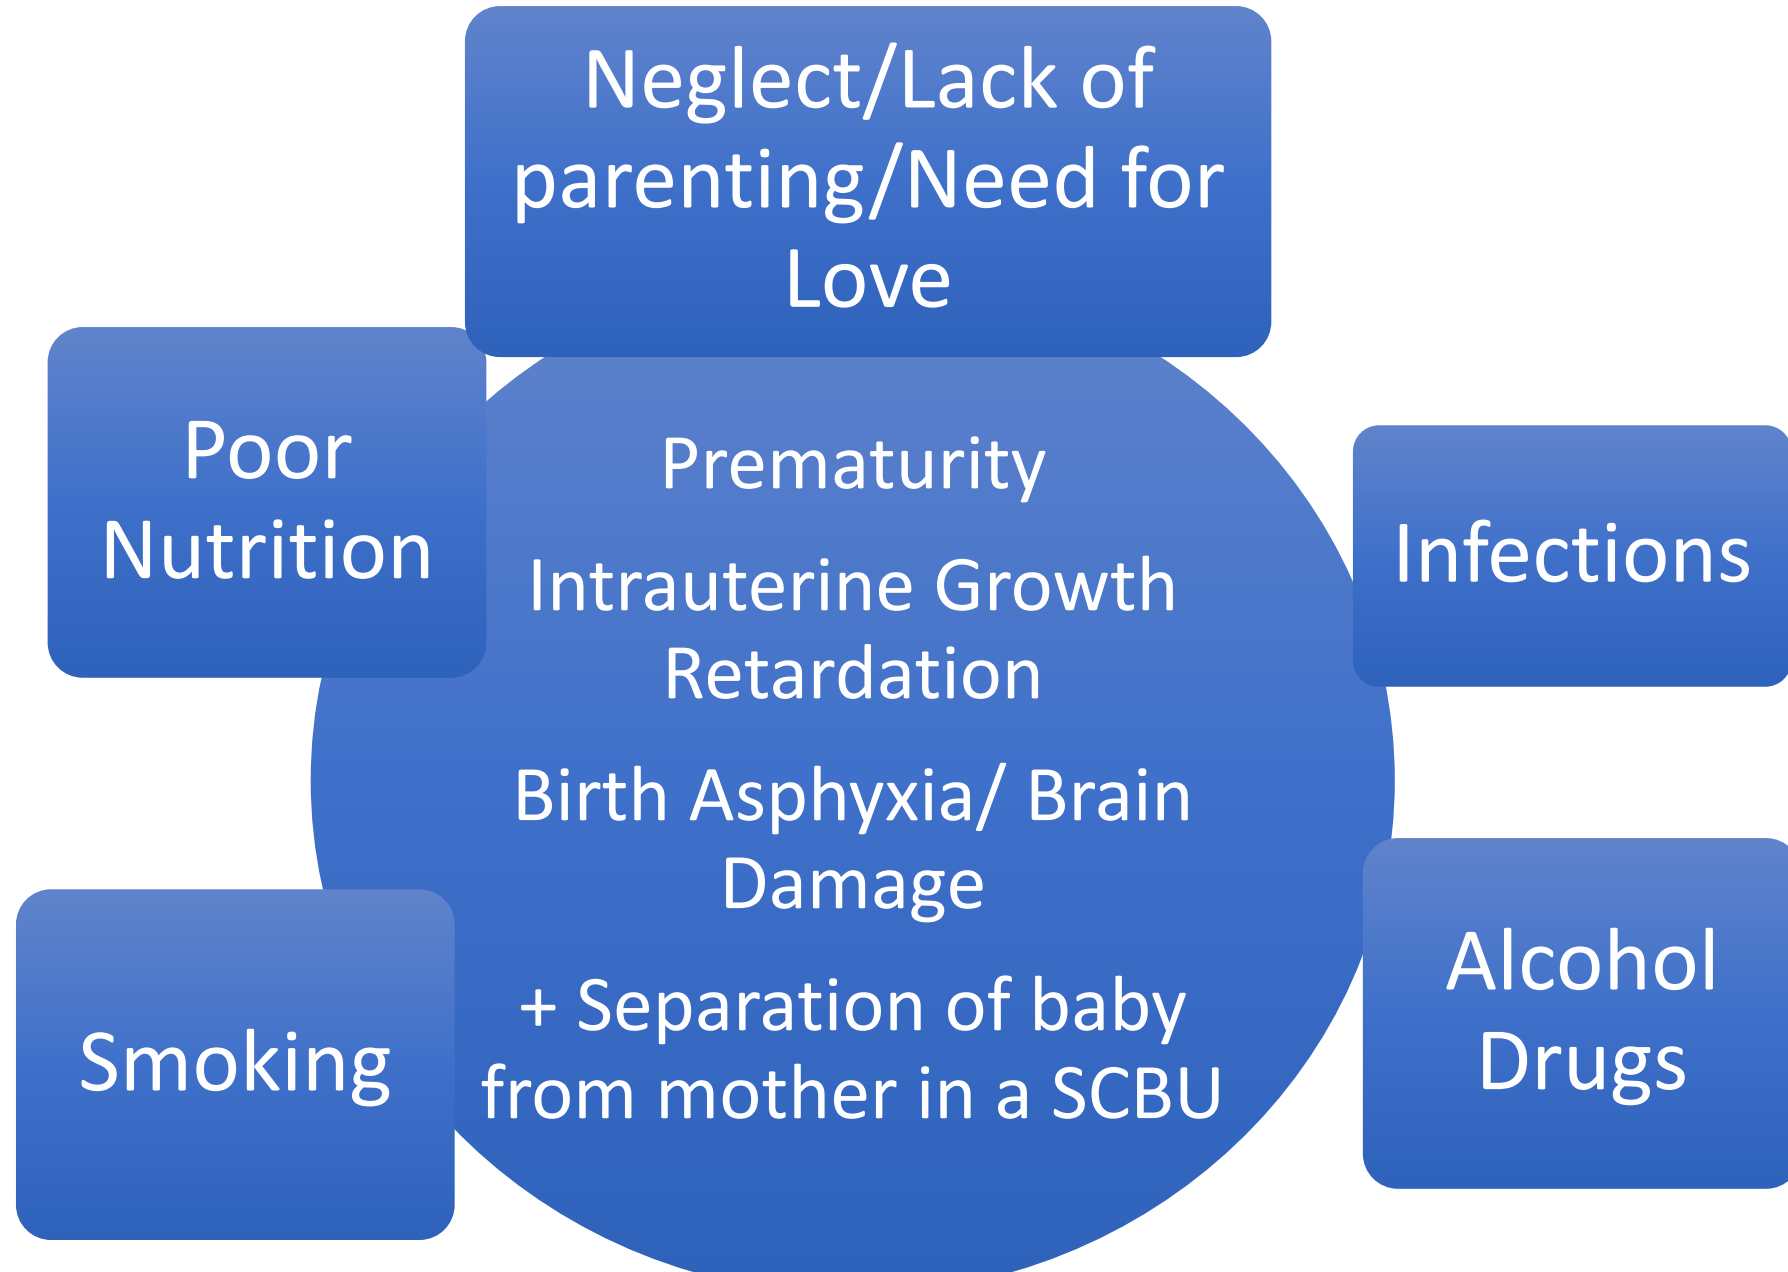 Neglect/Lack of
parenting/Need for
Love
Poor
Nutrition
Prematurity
Intrauterine Growth
Retardation
Birth Asphyxia/ Brain
Damage
+ Separation of baby
from mother in a SCBU
Infections
Smoking
Alcohol
Drugs